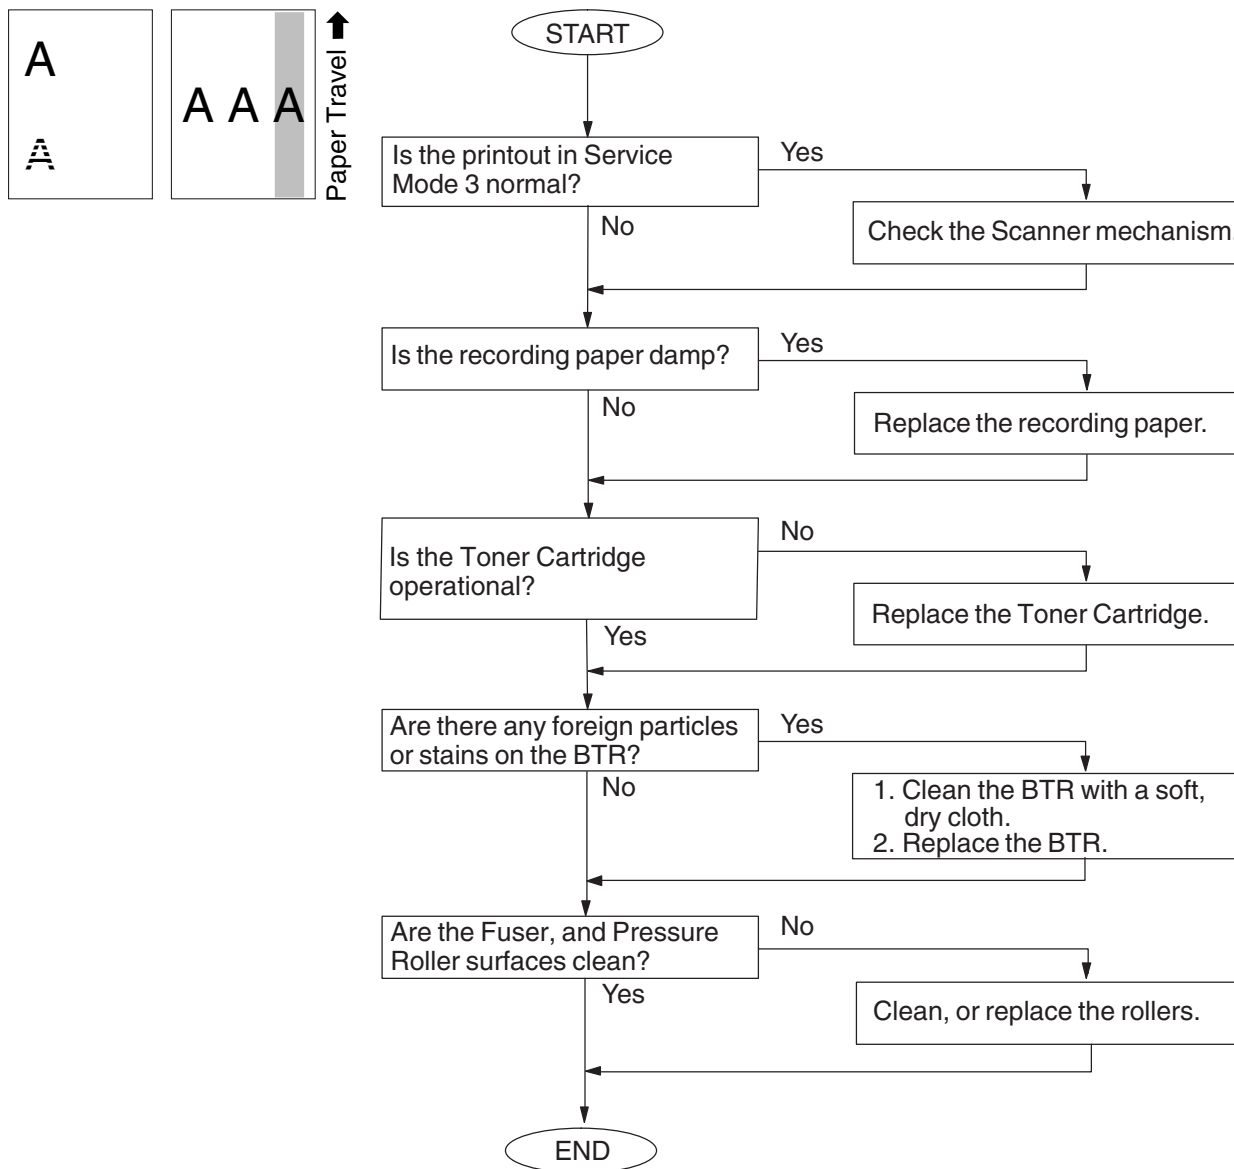 A
A
A A A
Paper Travel
START
Is the printout in Service
Mode 3 normal?
Yes
No
Check the Scanner mechanism.
Is the recording paper damp?
Yes
No
Replace the recording paper.
Is the Toner Cartridge
operational?
No
Yes
Replace the Toner Cartridge.
Are there any foreign particles
or stains on the BTR?
Yes
No
1. Clean the BTR with a soft,
dry cloth.
2. Replace the BTR.
Are the Fuser, and Pressure
Roller surfaces clean?
No
Yes
Clean, or replace the rollers.
END